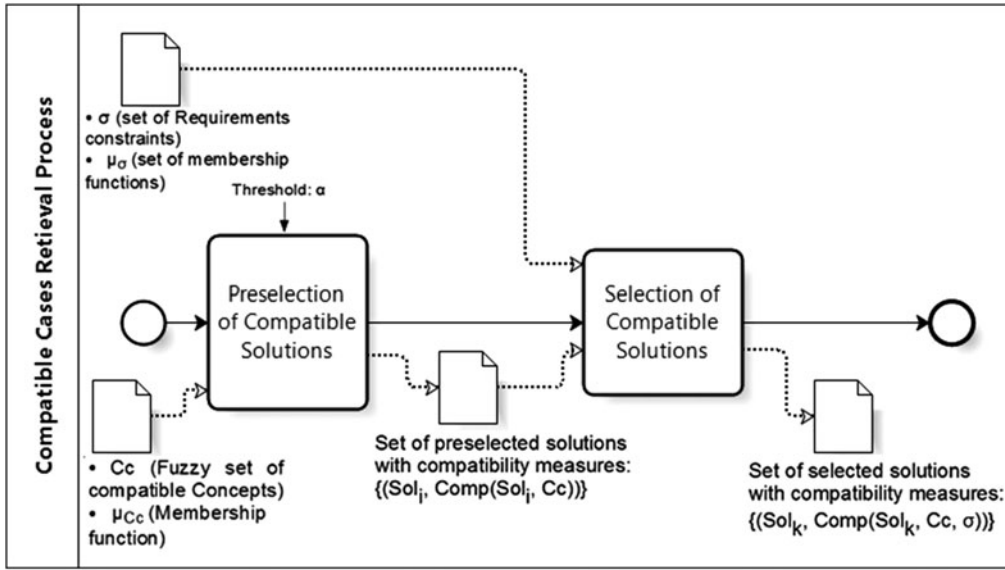 Compatible Cases Retieval Process
• σ (set of Requirements
constraints)
• μσ (set of membership
functions)
Threshold: α
Preselection
of Compatible
Solutions
Selection of
Compatible
Solutions
• Cc (Fuzzy set of
compatible Concepts)
• μCc (Membership
function)
Set of preselected solutions
with compatibility measures:
{(Soli, Comp(Soli, Cc))}
Set of selected solutions
with compatibility measures:
{(Solk, Comp(Solk, Cc, σ))}